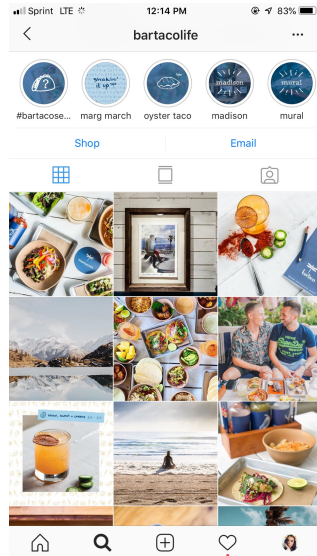 Sprint LTE 12:14 PM 83%
bartacolife
shakin' it up
madison
mural
#bartacose... marg march oyster taco madison mural
Shop Email